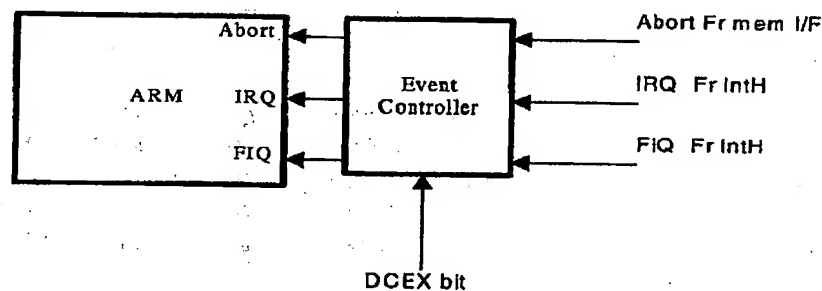 Abort
Abort Fr mem I/F
ARM
IRQ
Event
Controller
IRQ Fr IntH
FIQ
FIQ Fr IntH
DCEX bit